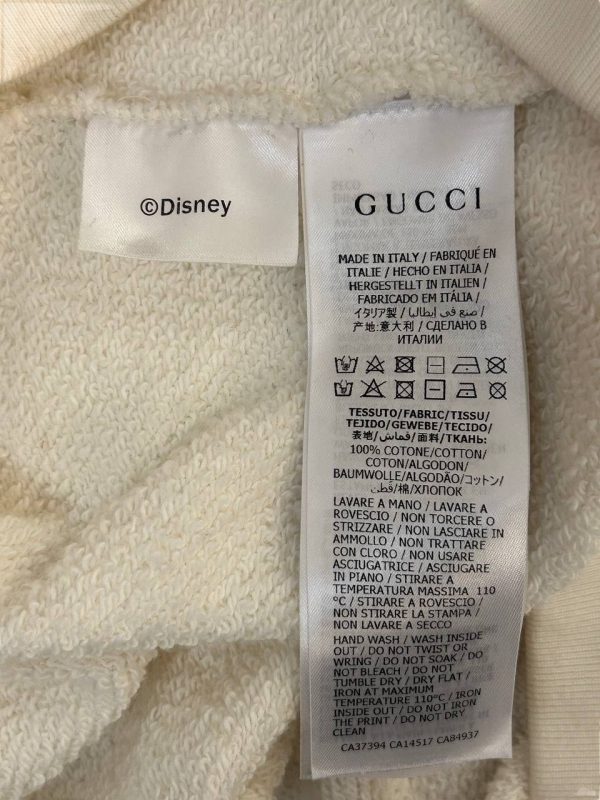 ©Disney
GUCCI
MADE IN ITALY / FABRIQUÉ EN
ITALIE / HECHO EN ITALIA /
HERGESTELLT IN ITALIEN /
FABRICADO EM ITÁLIA /
イタリア製 / صنع في إيطاليا /
产地:意大利 / СДЕЛАНО В
ИТАЛИИ
TESSUTO/FABRIC/TISSU/
TEJIDO/GEWEBE/TECIDO/
表地/قماش/面料/ТКАНЬ:
100% COTONE/COTTON/
COTON/ALGODON/
BAUMWOLLE/ALGODÃO/コットン/
قطن/棉/ХЛОПОК
LAVARE A MANO / LAVARE A
ROVESCIO / NON TORCERE O
STRIZZARE / NON LASCIARE IN
AMMOLLO / NON TRATTARE
CON CLORO / NON USARE
ASCIUGATRICE / ASCIUGARE
IN PIANO / STIRARE A
TEMPERATURA MASSIMA 110
°C / STIRARE A ROVESCIO /
NON STIRARE LA STAMPA /
NON LAVARE A SECCO
HAND WASH / WASH INSIDE
OUT / DO NOT TWIST OR
WRING / DO NOT SOAK / DO
NOT BLEACH / DO NOT
TUMBLE DRY / DRY FLAT /
IRON AT MAXIMUM
TEMPERATURE 110°C / IRON
INSIDE OUT / DO NOT IRON
THE PRINT / DO NOT DRY
CLEAN
CA37394 CA14517 CA84937